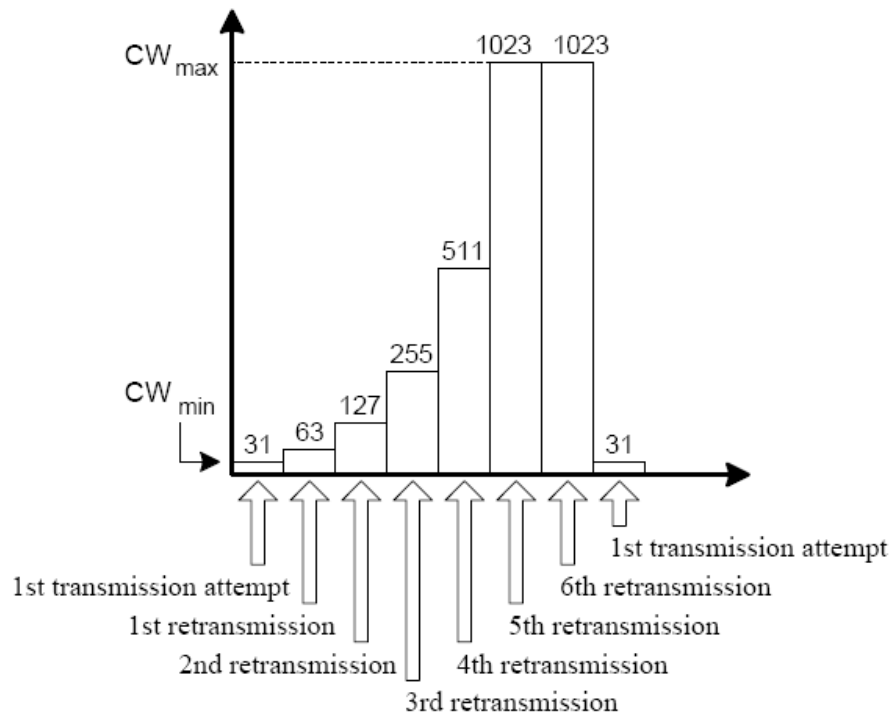 1023 1023
CW max
511
255
CW min
127
63
31
31
1st transmission attempt
1st transmission attempt
6th retransmission
1st retransmission
5th retransmission
2nd retransmission
4th retransmission
3rd retransmission